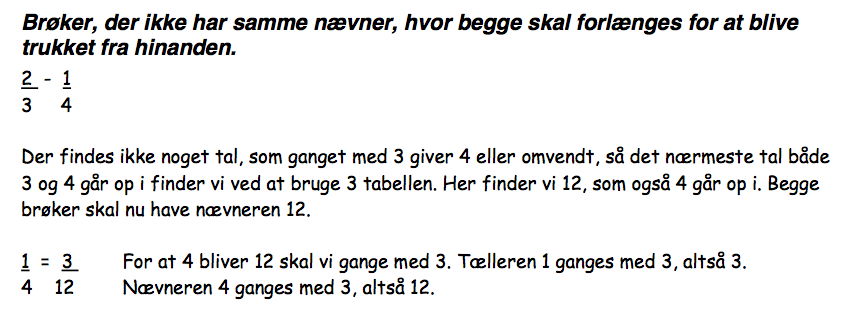 Brøker, der ikke har samme nævner, hvor begge skal forlænges for at blive
trukket fra hinanden.
2 - 1
3 4
Der findes ikke noget tal, som ganget med 3 giver 4 eller omvendt, så det nærmeste tal både
3 og 4 går op i finder vi ved at bruge 3 tabellen. Her finder vi 12, som også 4 går op i. Begge
brøker skal nu have nævneren 12.
1 = 3 For at 4 bliver 12 skal vi gange med 3. Tælleren 1 ganges med 3, altså 3.
4 12 Nævneren 4 ganges med 3, altså 12.